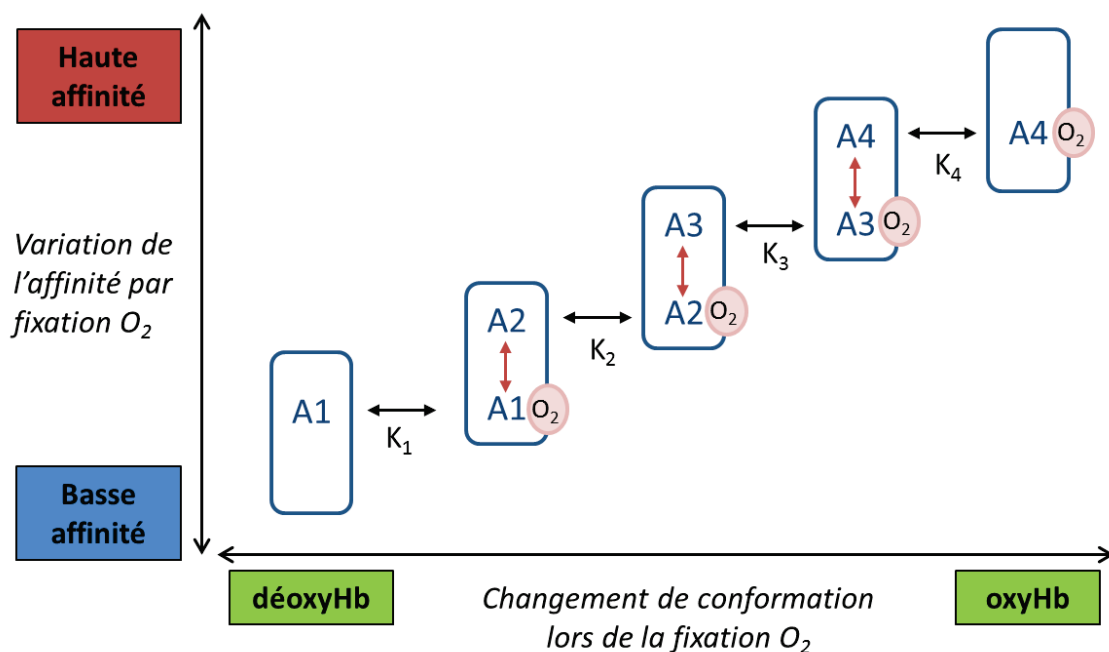 Haute
affinité
Variation de
l'affinité par
fixation O₂
Basse
affinité
A1
K₁
A2
A1 O₂
K₂
A3
A2 O₂
K₃
A4
A3 O₂
K₄
A4 O₂
déoxyHb
Changement de conformation
lors de la fixation O₂
oxyHb